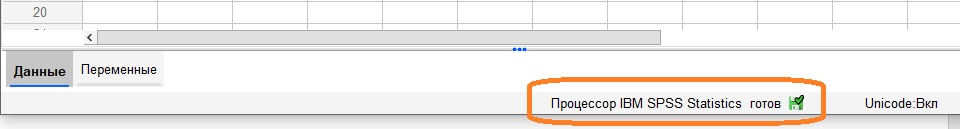 20
Данные Переменные
Процессор IBM SPSS Statistics готов Unicode:Вкл